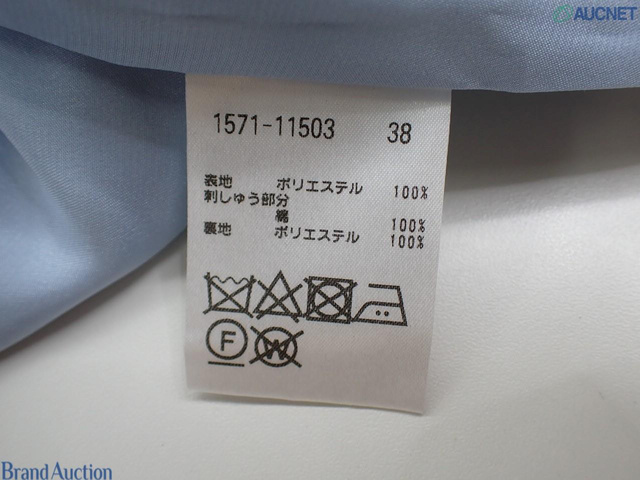 AUCNET
1571-11503 38
表地 ポリエステル 100%
刺しゅう部分
綿 100%
裏地 ポリエステル 100%
F W
Brand Auction